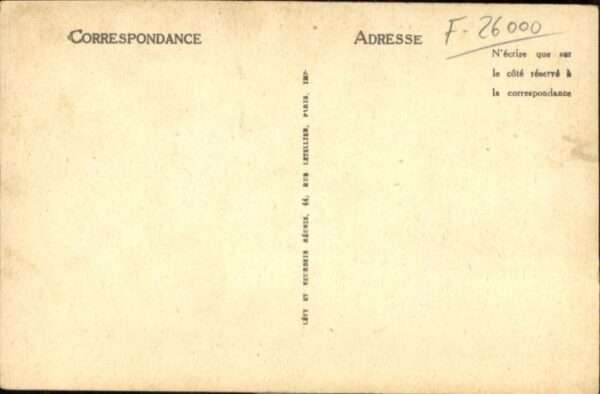 CORRESPONDANCE
ADRESSE
F. 26000
N'écrire que sur
le côté réservé à
la correspondance
LÉVY ET NEURDEIN RÉUNIS, 44, RUE LETELLIER, PARIS, IMP.